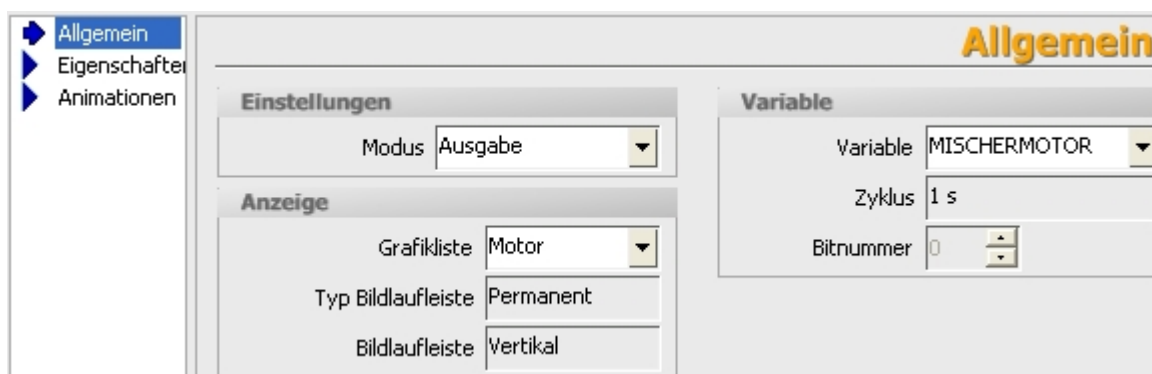 Allgemein
Eigenschafte
Animationen
Allgemein
Einstellungen
Modus Ausgabe
Anzeige
Grafikliste Motor
Typ Bildlaufleiste Permanent
Bildlaufleiste Vertikal
Variable
Variable MISCHERMOTOR
Zyklus 1 s
Bitnummer 0